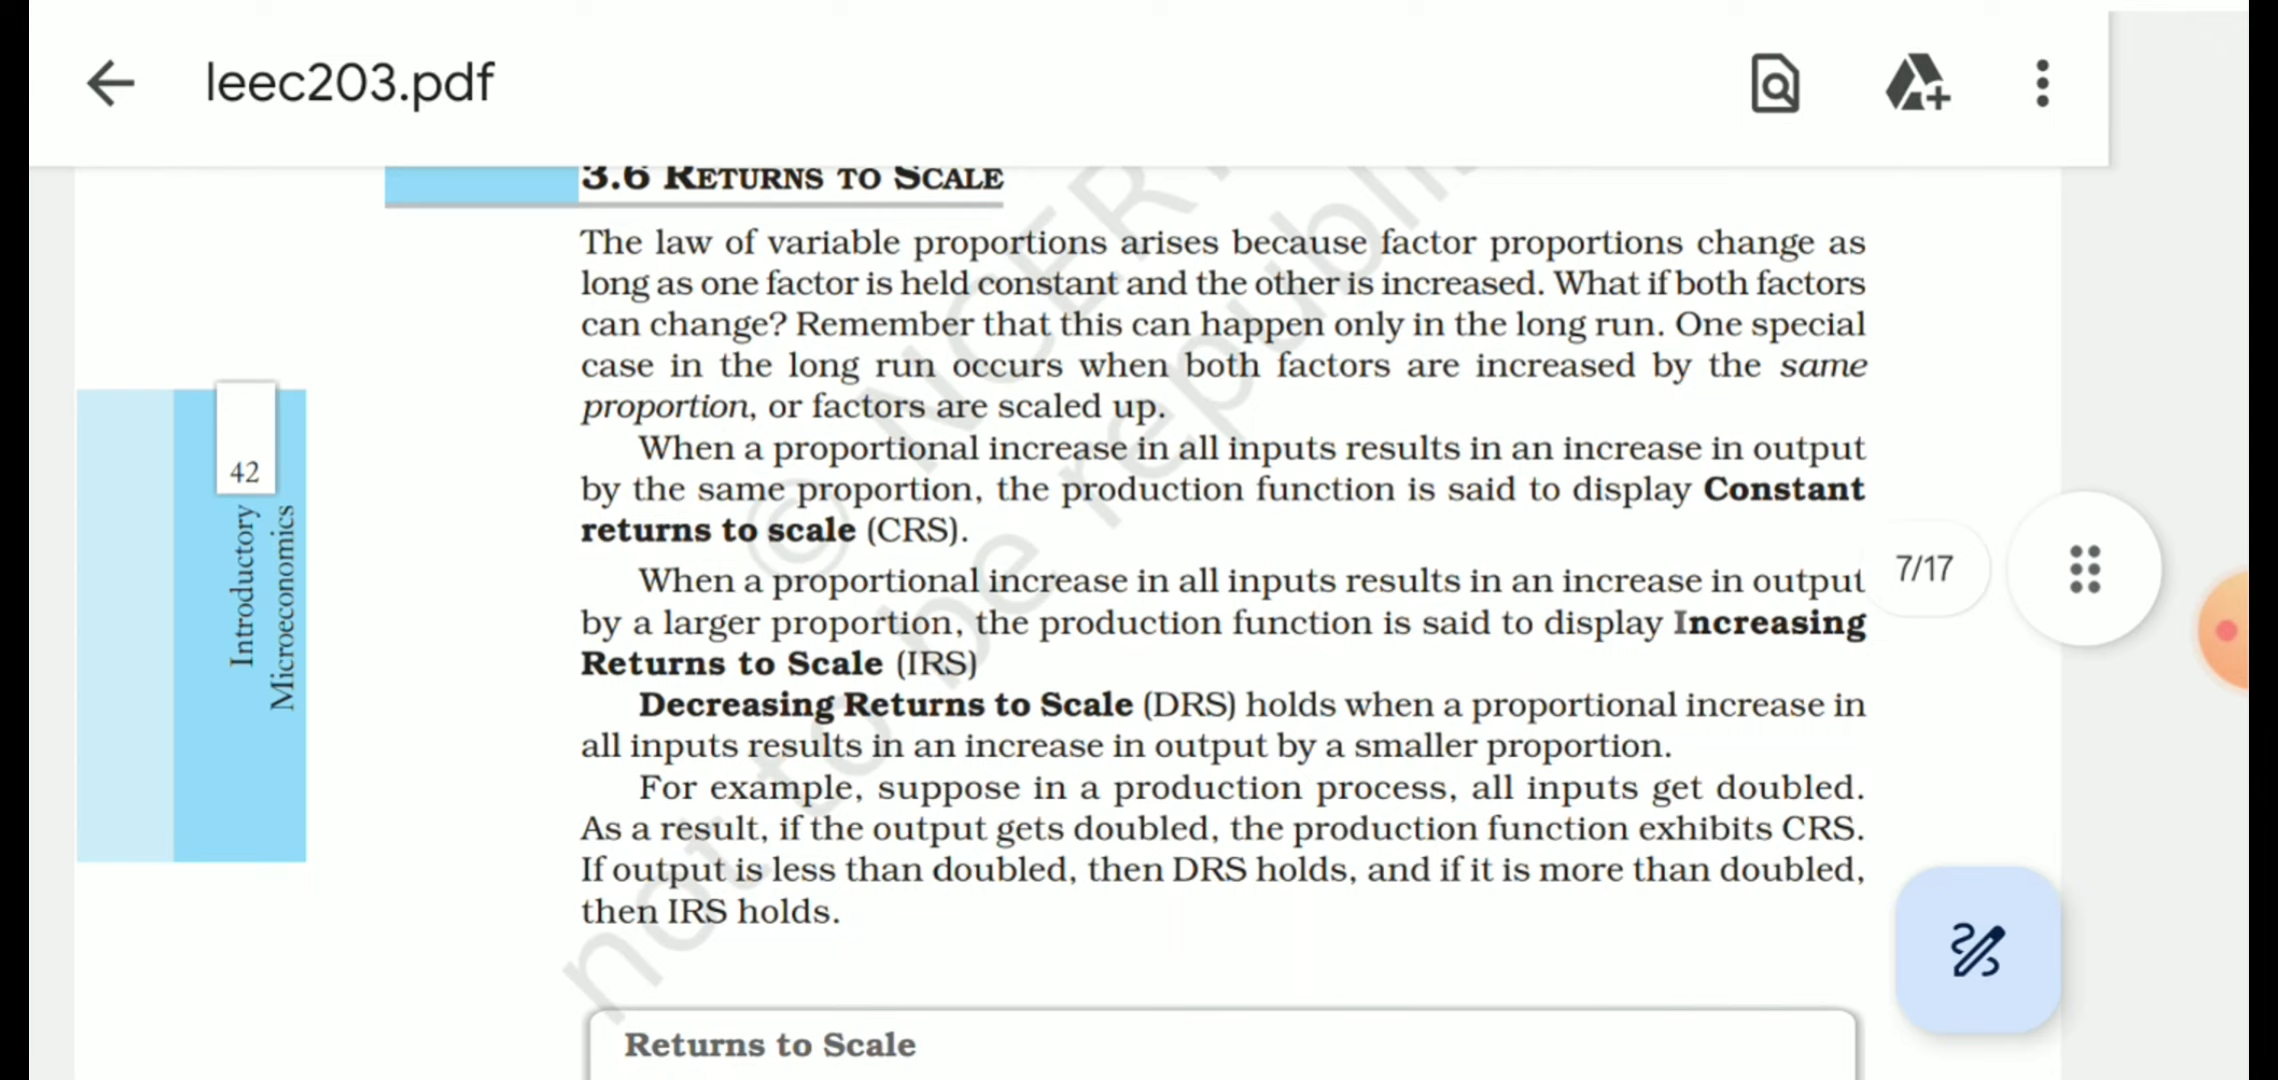 leec203.pdf
3.6 RETURNS TO SCALE
The law of variable proportions arises because factor proportions change as
long as one factor is held constant and the other is increased. What if both factors
can change? Remember that this can happen only in the long run. One special
case in the long run occurs when both factors are increased by the same
proportion, or factors are scaled up.
When a proportional increase in all inputs results in an increase in output
by the same proportion, the production function is said to display Constant
returns to scale (CRS).
When a proportional increase in all inputs results in an increase in output
by a larger proportion, the production function is said to display Increasing
Returns to Scale (IRS)
Decreasing Returns to Scale (DRS) holds when a proportional increase in
all inputs results in an increase in output by a smaller proportion.
For example, suppose in a production process, all inputs get doubled.
As a result, if the output gets doubled, the production function exhibits CRS.
If output is less than doubled, then DRS holds, and if it is more than doubled,
then IRS holds.
Returns to Scale
42
Introductory
Microeconomics
7/17
© NCERT
not to be republi